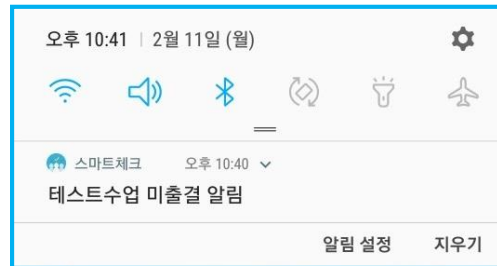 오후 10:41 | 2월 11일 (월)
스마트체크 오후 10:40
테스트수업 미출결 알림
알림 설정 지우기